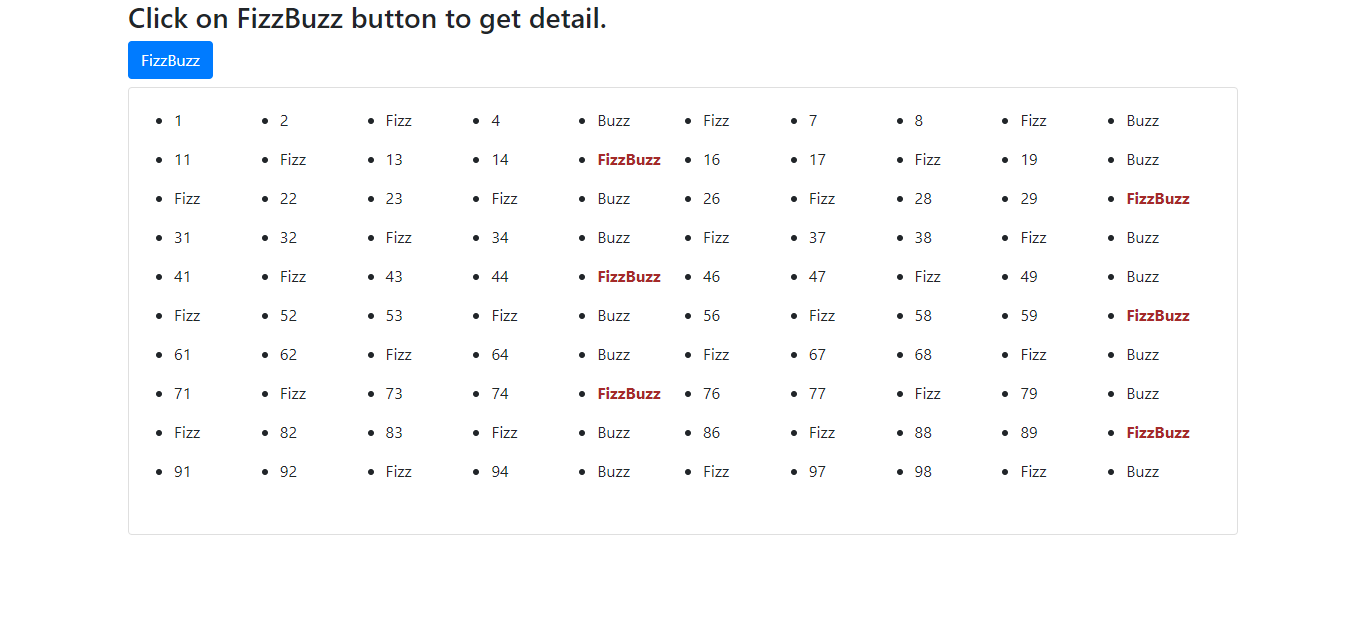 Click on FizzBuzz button to get detail.
FizzBuzz
• 1 • 2 • Fizz • 4 • Buzz • Fizz • 7 • 8 • Fizz • Buzz
• 11 • Fizz • 13 • 14 • FizzBuzz • 16 • 17 • Fizz • 19 • Buzz
• Fizz • 22 • 23 • Fizz • Buzz • 26 • Fizz • 28 • 29 • FizzBuzz
• 31 • 32 • Fizz • 34 • Buzz • Fizz • 37 • 38 • Fizz • Buzz
• 41 • Fizz • 43 • 44 • FizzBuzz • 46 • 47 • Fizz • 49 • Buzz
• Fizz • 52 • 53 • Fizz • Buzz • 56 • Fizz • 58 • 59 • FizzBuzz
• 61 • 62 • Fizz • 64 • Buzz • Fizz • 67 • 68 • Fizz • Buzz
• 71 • Fizz • 73 • 74 • FizzBuzz • 76 • 77 • Fizz • 79 • Buzz
• Fizz • 82 • 83 • Fizz • Buzz • 86 • Fizz • 88 • 89 • FizzBuzz
• 91 • 92 • Fizz • 94 • Buzz • Fizz • 97 • 98 • Fizz • Buzz